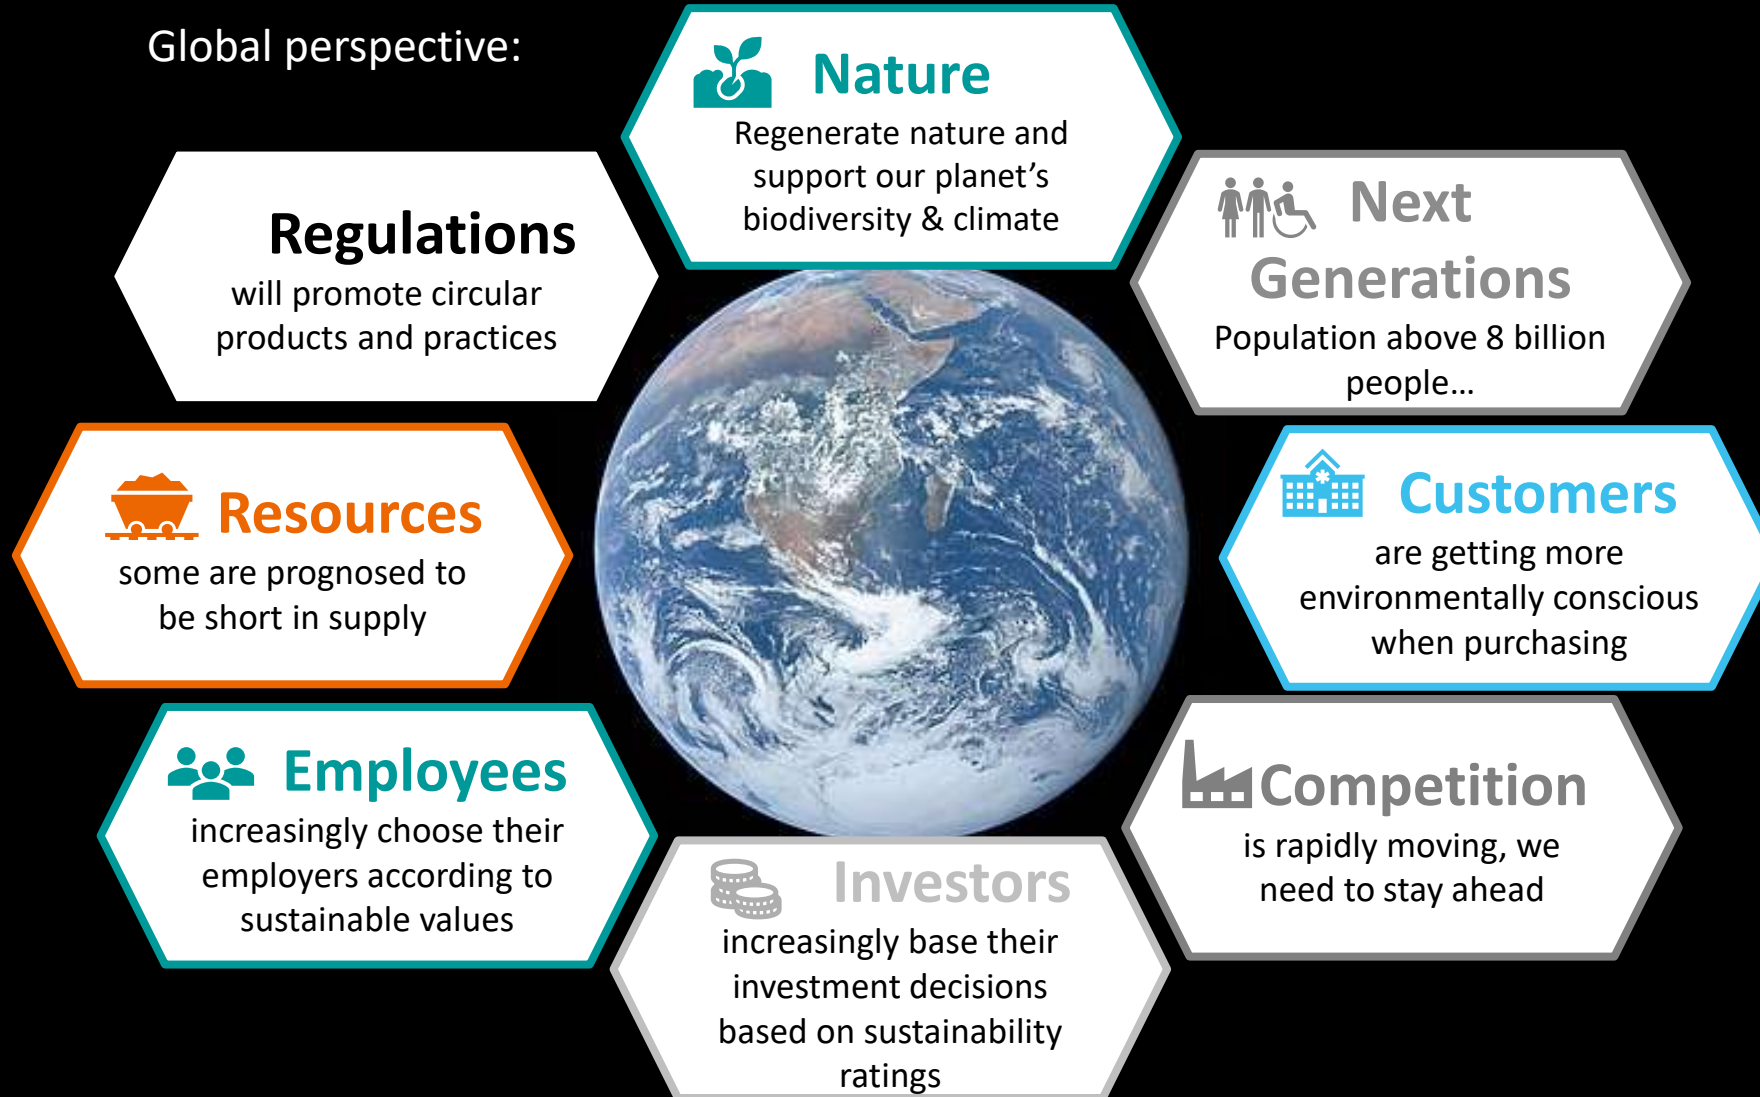 Global perspective:
Nature
Regenerate nature and
support our planet’s
biodiversity & climate
Next
Generations
Population above 8 billion
people…
Customers
are getting more
environmentally conscious
when purchasing
Competition
is rapidly moving, we
need to stay ahead
Investors
increasingly base their
investment decisions
based on sustainability
ratings
Employees
increasingly choose their
employers according to
sustainable values
Resources
some are prognosed to
be short in supply
Regulations
will promote circular
products and practices